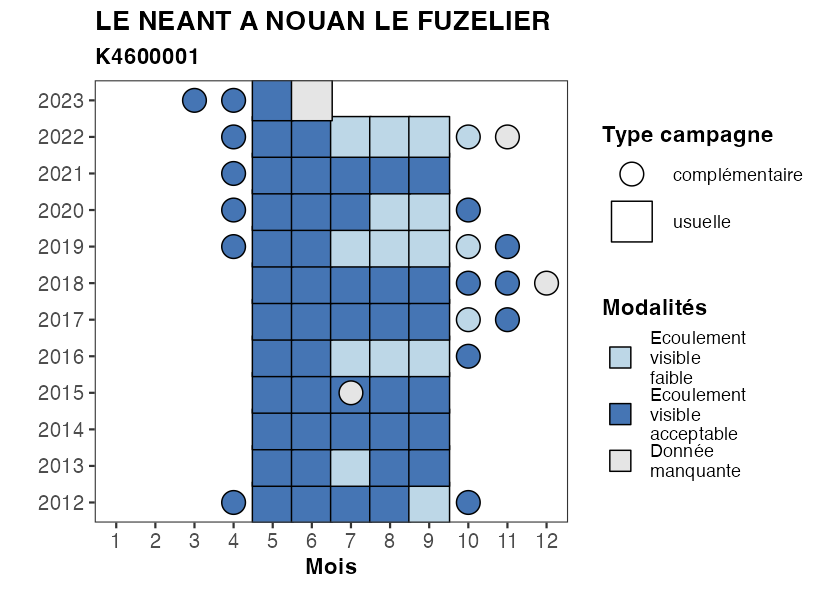 LE NEANT A NOUAN LE FUZELIER
K4600001
2023
2022
2021
2020
2019
2018
2017
2016
2015
2014
2013
2012
1 2 3 4 5 6 7 8 9 10 11 12
Mois
Type campagne
complémentaire
usuelle
Modalités
Ecoulement
visible
faible
Ecoulement
visible
acceptable
Donnée
manquante